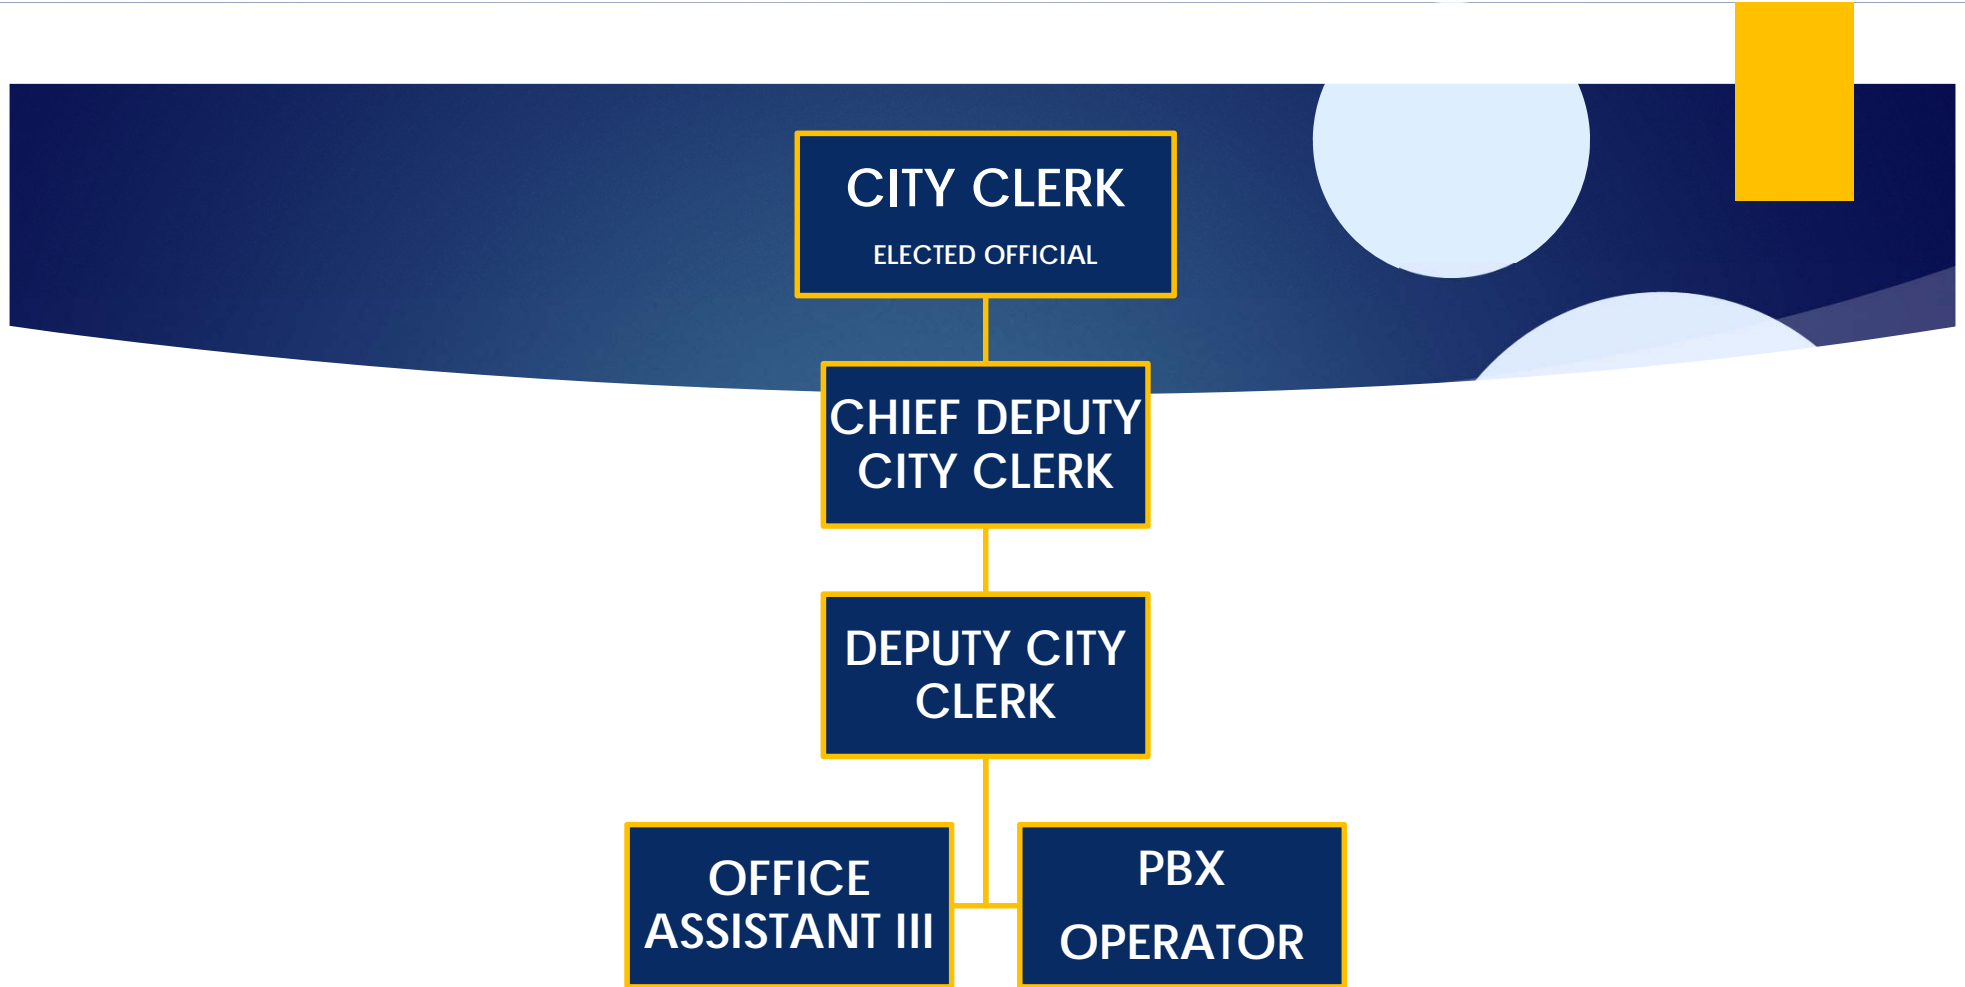 CITY CLERK
ELECTED OFFICIAL
CHIEF DEPUTY
CITY CLERK
DEPUTY CITY
CLERK
OFFICE
ASSISTANT III
PBX
OPERATOR